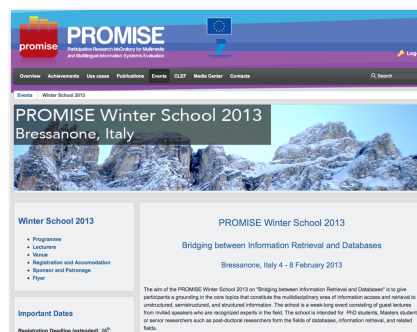 promise
PROMISE
Participative Research labOratory for Multimedia
and Multilingual Information Systems Evaluation
Log
Overview Achievements Use cases Publications Events CLEF Media Center Contacts
Search
Events Winter School 2013
PROMISE Winter School 2013
Bressanone, Italy
Winter School 2013
Programme
Lecturers
Venue
Registration and Accomodation
Sponsor and Patronage
Flyer
Important Dates
Registration Deadline (extended): 28th
PROMISE Winter School 2013
Bridging between Information Retrieval and Databases
Bressanone, Italy 4 - 8 February 2013
The aim of the PROMISE Winter School 2013 on "Bridging between Information Retrieval and Databases" is to give
participants a grounding in the core topics that constitute the multidisciplinary area of information access and retrieval to
unstructured, semistructured, and structured information. The school is a week-long event consisting of guest lectures
from invited speakers who are recognized experts in the field. The school is intended for PhD students, Masters student
or senior researchers such as post-doctoral researchers form the fields of databases, information retrieval, and related
fields.